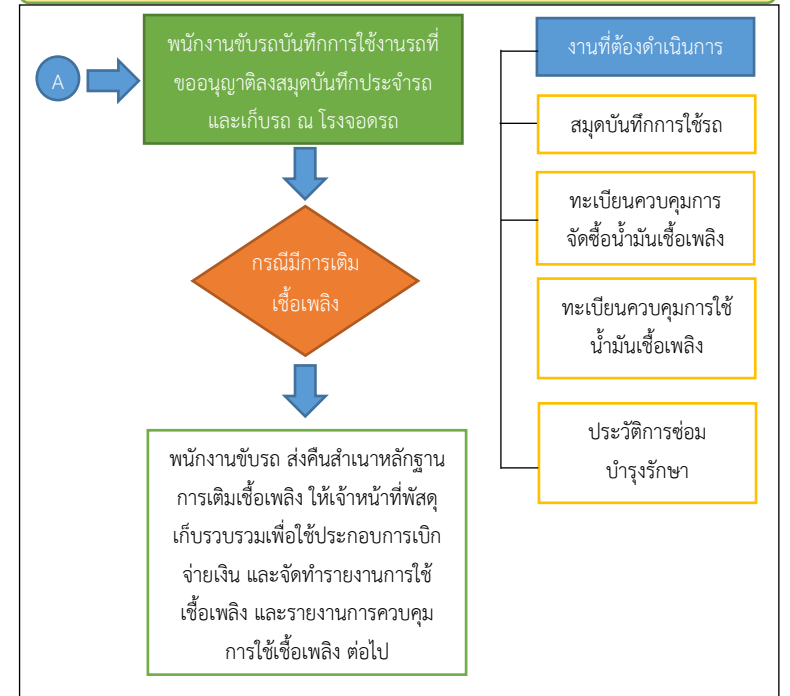 A
พนักงานขับรถบันทึกการใช้งานรถที่
ขออนุญาติลงสมุดบันทึกประจำรถ
และเก็บรถ ณ โรงจอดรถ
กรณีมีการเติม
เชื้อเพลิง
พนักงานขับรถ ส่งคืนสำเนาหลักฐาน
การเติมเชื้อเพลิง ให้เจ้าหน้าที่พัสดุ
เก็บรวบรวมเพื่อใช้ประกอบการเบิก
จ่ายเงิน และจัดทำรายงานการใช้
เชื้อเพลิง และรายงานการควบคุม
การใช้เชื้อเพลิง ต่อไป
งานที่ต้องดำเนินการ
สมุดบันทึกการใช้รถ
ทะเบียนควบคุมการ
จัดซื้อน้ำมันเชื้อเพลิง
ทะเบียนควบคุมการใช้
น้ำมันเชื้อเพลิง
ประวัติการซ่อม
บำรุงรักษา